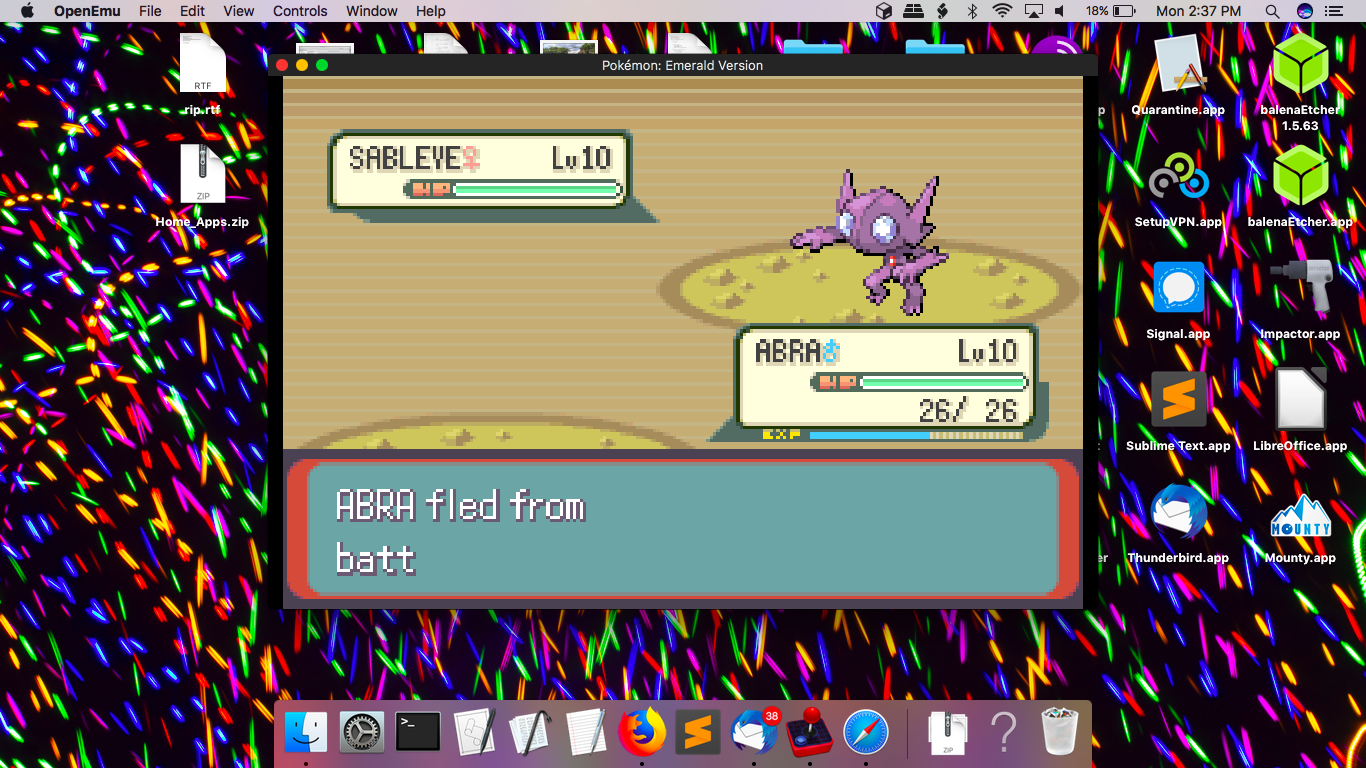 OpenEmu File Edit View Controls Window Help 18% Mon 2:37 PM
Pokémon: Emerald Version
RTF
rip.rtf
ZIP
Home_Apps.zip
SABLEYE♀ Lv10
ABRA♂ Lv10
26/ 26
EXP
ABRA fled from
batt
Quarantine.app
balenaEtcher
1.5.63
SetupVPN.app
balenaEtcher.app
Signal.app
Impactor.app
Sublime Text.app
LibreOffice.app
Thunderbird.app
MOUNTY
Mounty.app
38
ZIP